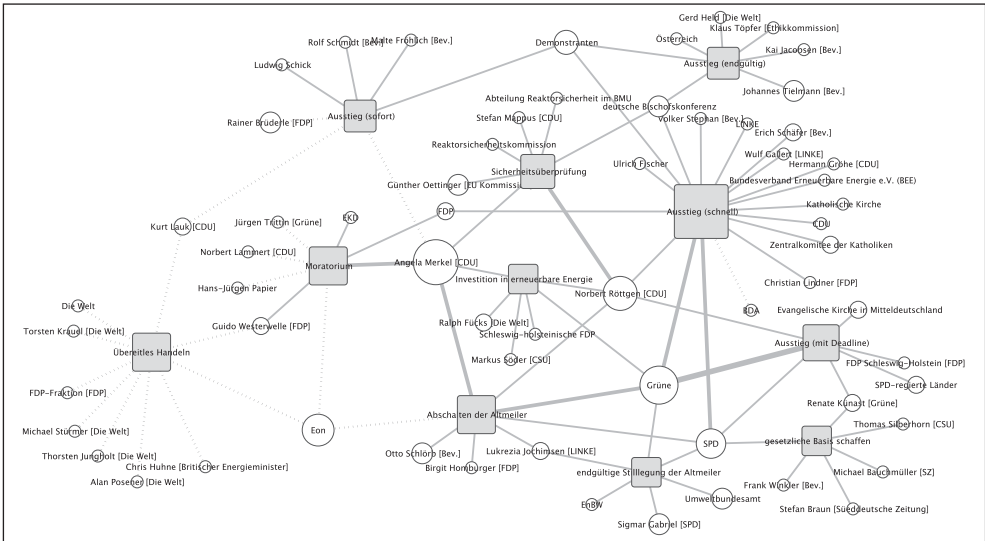 Gerd Held [Die Welt]
Klaus Töpfer [Ethikkommission]
Österreich
Kai Jacobsen [Bev.]
Ausstieg (endgültig)
Johannes Tielmann [Bev.]
Demonstranten
Rolf Schmidt [Bev.]
Malte Fröhlich [Bev.]
Ludwig Schick
Ausstieg (sofort)
Rainer Brüderle [FDP]
Abteilung Reaktorsicherheit im BMU
deutsche Bischofskonferenz
Stefan Mappus [CDU]
Volker Stephan [Bev.]
LINKE
Erich Schäfer [Bev.]
Reaktorsicherheitskommission
Wulf Gallert [LINKE]
Ulrich Fischer
Hermann Gröhe [CDU]
Sicherheitsüberprüfung
Günther Oettinger [EU Kommissi
Bundesverband Erneuerbare Energie e.V. (BEE)
Katholische Kirche
FDP
Ausstieg (schnell)
CDU
EKD
Jürgen Trittin [Grüne]
Kurt Lauk [CDU]
Zentralkomitee der Katholiken
Norbert Lammert [CDU]
Moratorium
Angela Merkel [CDU]
Investition in erneuerbare Energie
Christian Lindner [FDP]
Hans-Jürgen Papier
Norbert Röttgen [CDU]
Die Welt
BDA
Evangelische Kirche in Mitteldeutschland
Torsten Krauel [Die Welt]
Guido Westerwelle [FDP]
Ralph Fücks [Die Welt]
Schleswig-holsteinische FDP
Übereiltes Handeln
Ausstieg (mit Deadline)
Markus Söder [CSU]
FDP Schleswig-Holstein [FDP]
Grüne
SPD-regierte Länder
FDP-Fraktion [FDP]
Renate Künast [Grüne]
Abschalten der Altmeiler
Thomas Silberhorn [CSU]
Michael Stürmer [Die Welt]
Eon
SPD
gesetzliche Basis schaffen
Otto Schlörb [Bev.]
Lukrezia Jochimsen [LINKE]
Thorsten Jungholt [Die Welt]
Chris Huhne [Britischer Energieminister]
Birgit Homburger [FDP]
endgültige Stilllegung der Altmeiler
Michael Bauchmüller [SZ]
Alan Posener [Die Welt]
Frank Winkler [Bev.]
EnBW
Umweltbundesamt
Stefan Braun [Süeddeutsche Zeitung]
Sigmar Gabriel [SPD]